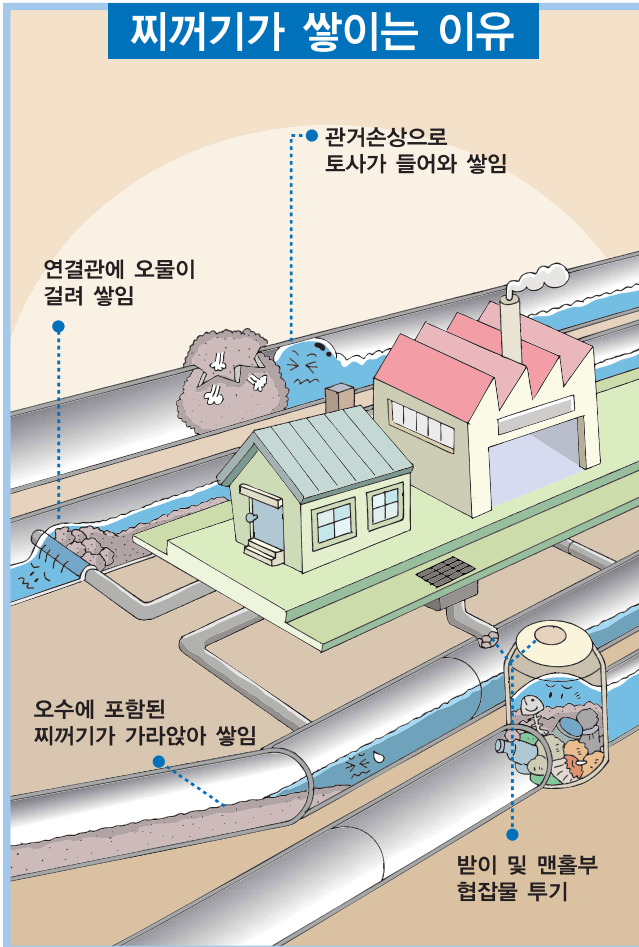 찌꺼기가 쌓이는 이유
관거손상으로
토사가 들어와 쌓임
연결관에 오물이
걸려 쌓임
오수에 포함된
찌꺼기가 가라앉아 쌓임
받이 및 맨홀부
협잡물 투기